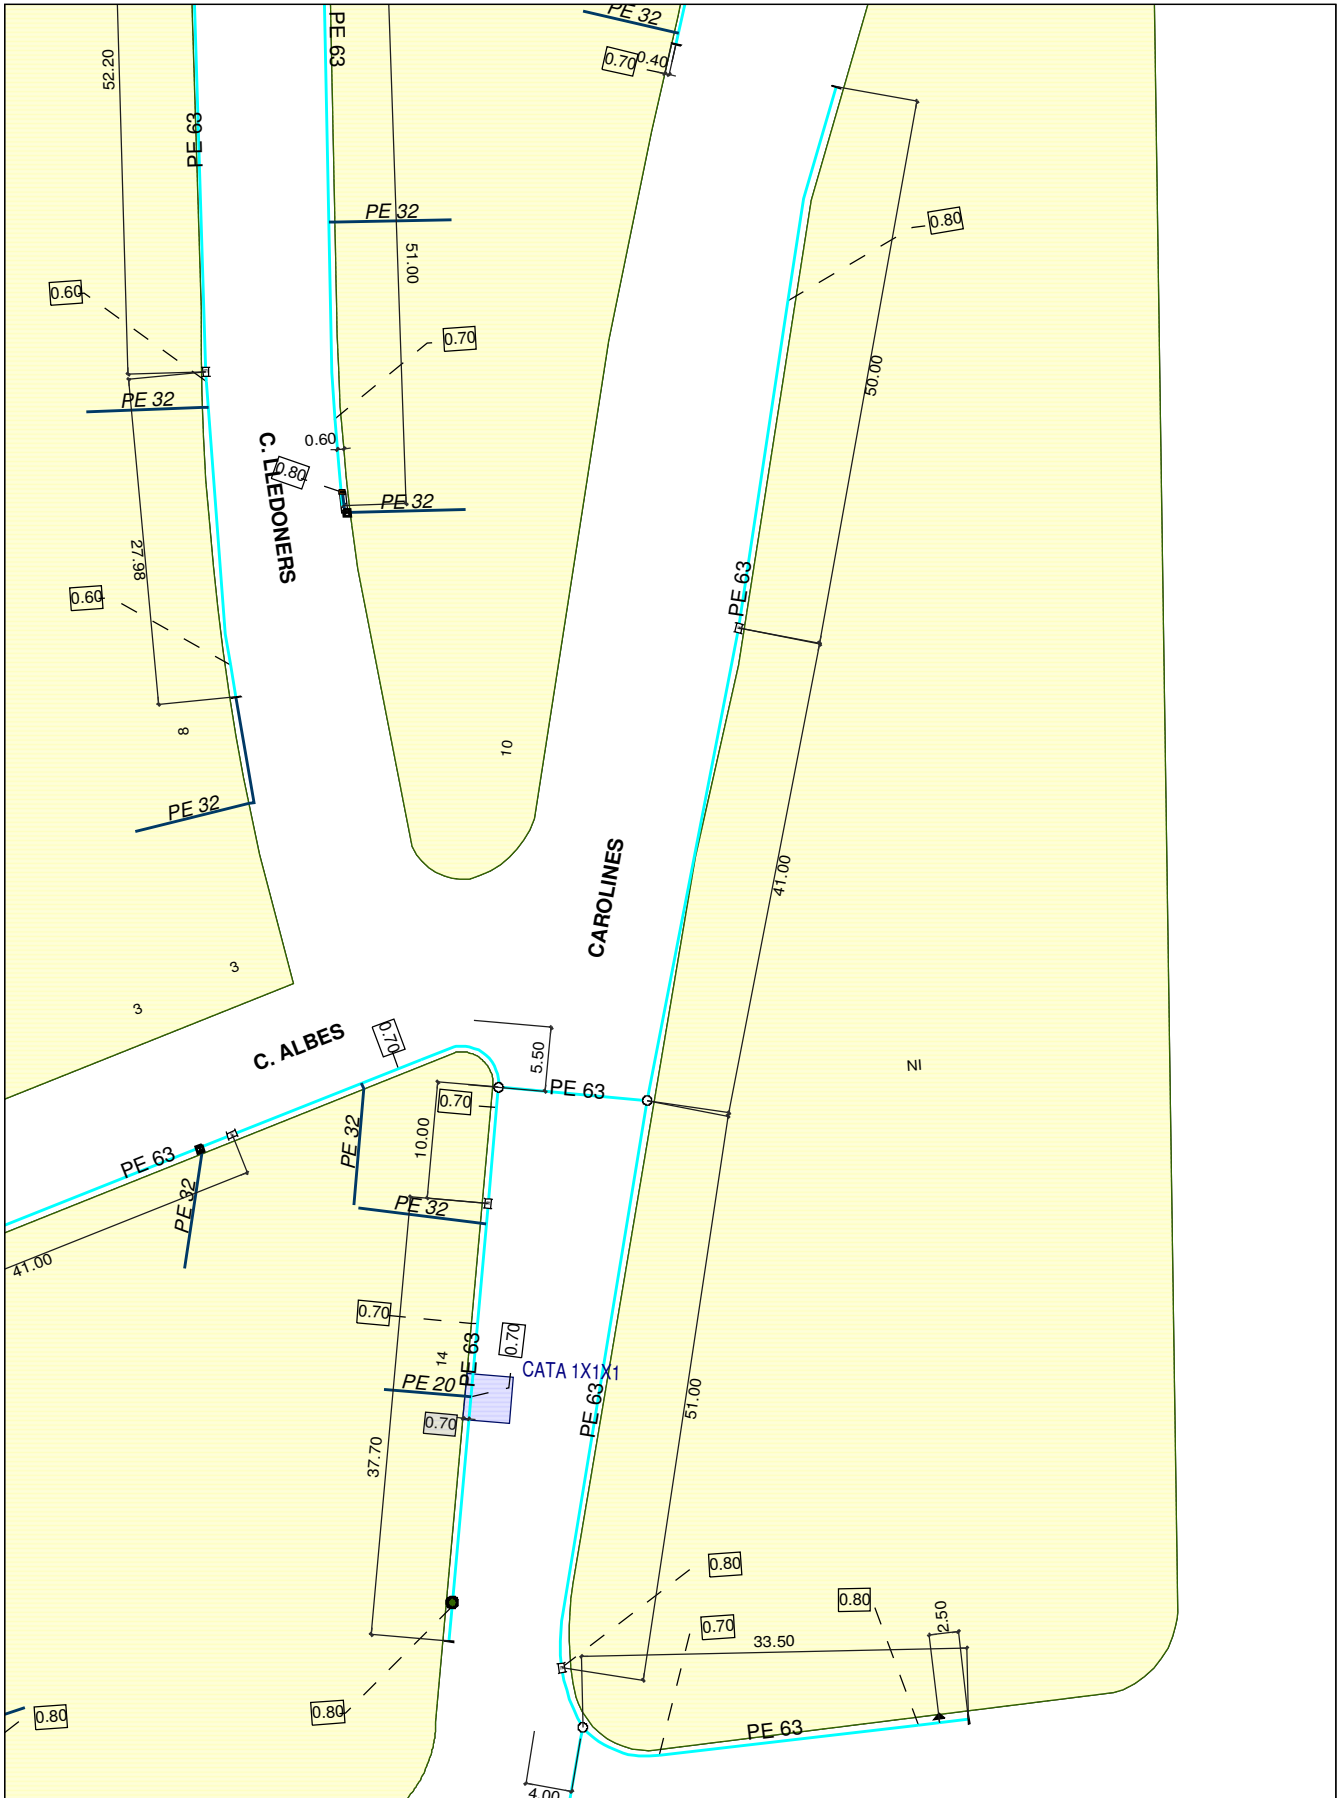 PE 32
PE 63
0.70
0.40
52.20
PE 63
PE 32
0.80
51.00
0.60
0.70
50.00
PE 32
0.60
C. LLEDONERS
0.80
PE 32
27.98
PE 63
0.60
8
10
PE 32
41.00
CAROLINES
3
3
0.70
C. ALBES
5.50
NI
PE 63
0.70
10.00
PE 32
PE 63
PE 32
PE 32
41.00
0.70
0.70
14
PE 63
CATA 1X1X1
PE 20
PE 63
51.00
0.70
37.70
0.80
0.80
2.50
0.70
33.50
0.80
0.80
PE 63
4.00